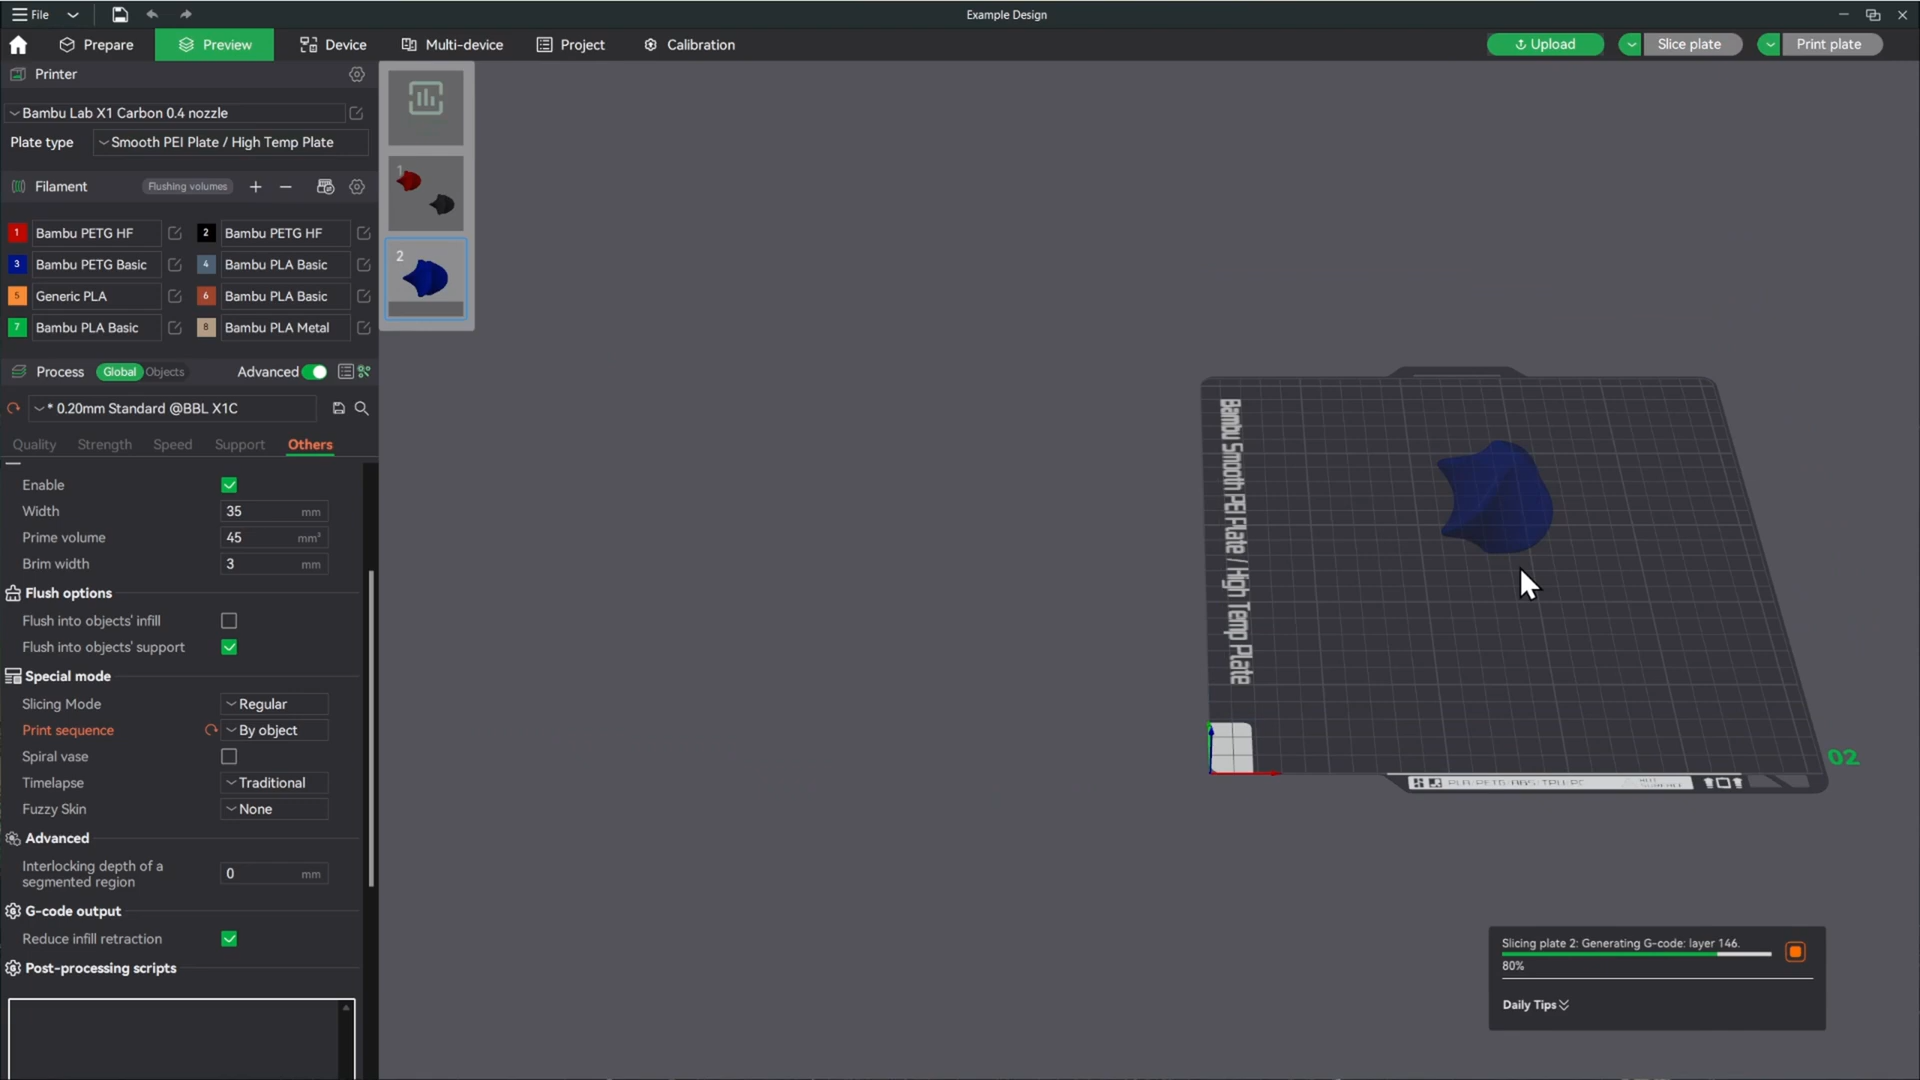 File
Example Design
Prepare
Preview
Device
Multi-device
Project
Calibration
Upload
Slice plate
Print plate
Printer
Bambu Lab X1 Carbon 0.4 nozzle
Plate type
Smooth PEI Plate / High Temp Plate
Filament
Flushing volumes
1 Bambu PETG HF
2 Bambu PETG HF
3 Bambu PETG Basic
4 Bambu PLA Basic
5 Generic PLA
6 Bambu PLA Basic
7 Bambu PLA Basic
8 Bambu PLA Metal
Process
Global
Objects
Advanced
* 0.20mm Standard @BBL X1C
Quality
Strength
Speed
Support
Others
Enable
Width 35 mm
Prime volume 45 mm³
Brim width 3 mm
Flush options
Flush into objects' infill
Flush into objects' support
Special mode
Slicing Mode Regular
Print sequence By object
Spiral vase
Timelapse Traditional
Fuzzy Skin None
Advanced
Interlocking depth of a
segmented region 0 mm
G-code output
Reduce infill retraction
Post-processing scripts
1
2
Bambu Smooth PEI Plate / High Temp Plate
02
Slicing plate 2: Generating G-code: layer 146.
80%
Daily Tips